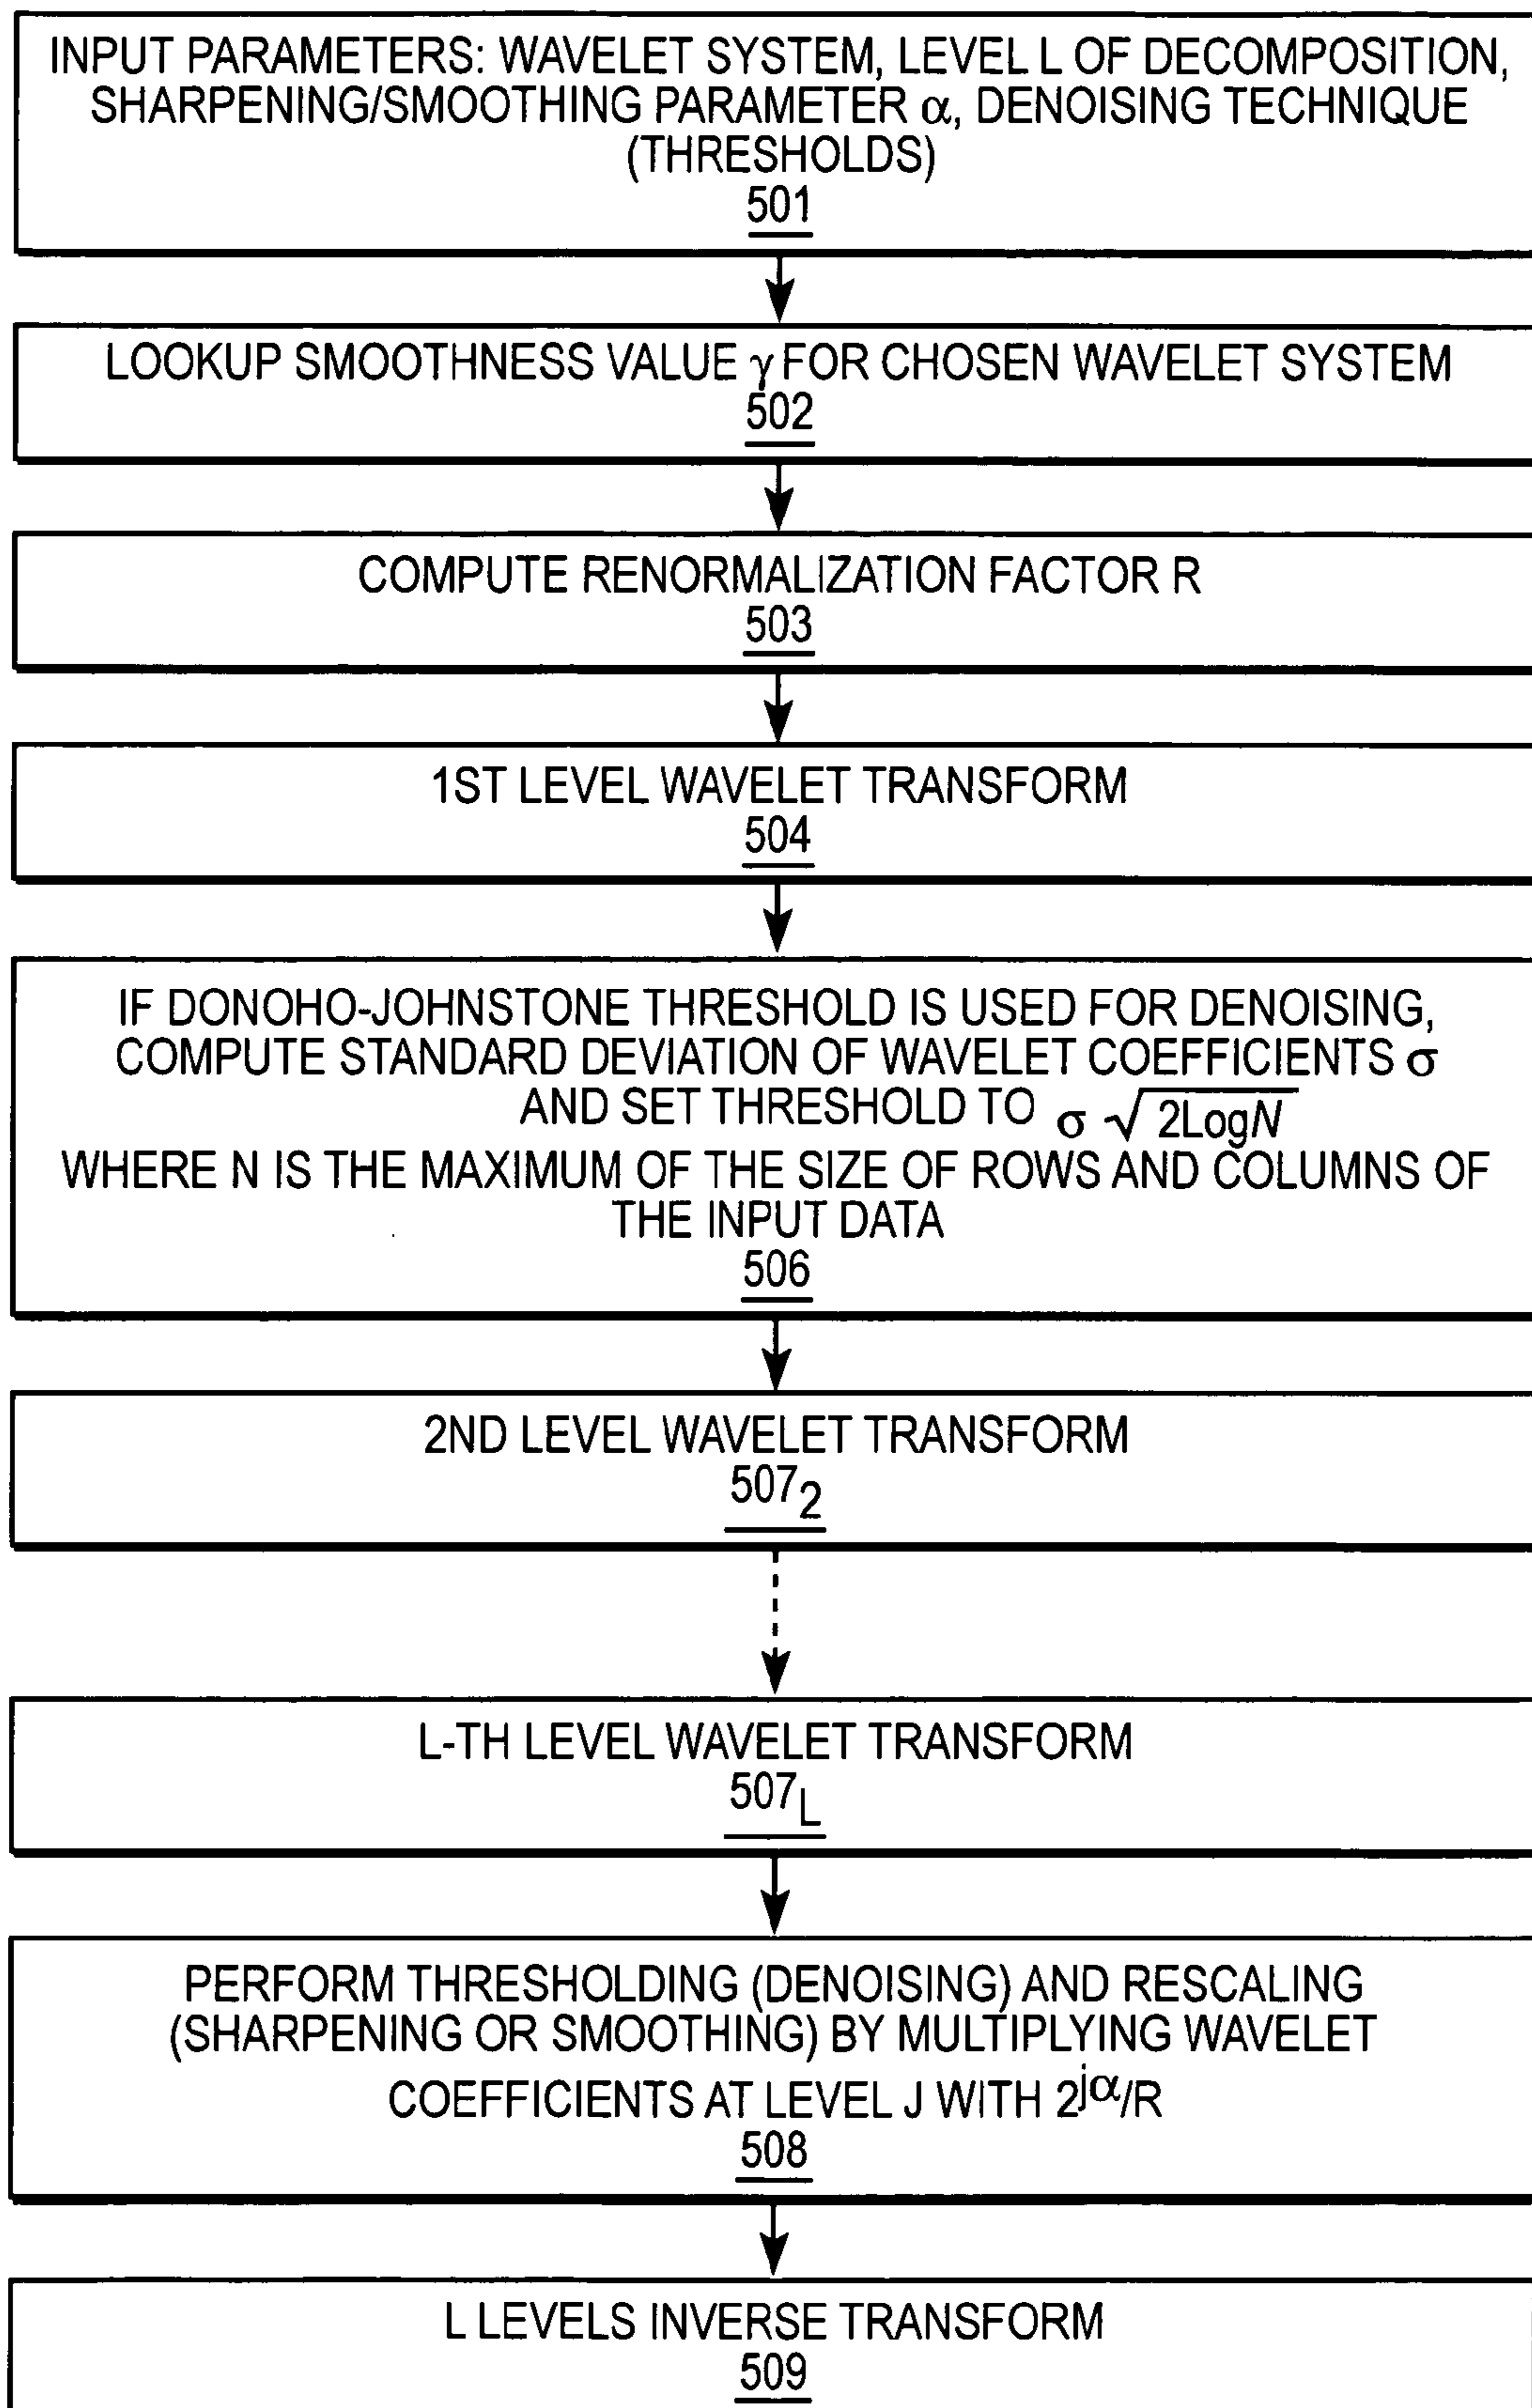 INPUT PARAMETERS: WAVELET SYSTEM, LEVEL L OF DECOMPOSITION,
SHARPENING/SMOOTHING PARAMETER α, DENOISING TECHNIQUE
(THRESHOLDS)
501
LOOKUP SMOOTHNESS VALUE γ FOR CHOSEN WAVELET SYSTEM
502
COMPUTE RENORMALIZATION FACTOR R
503
1ST LEVEL WAVELET TRANSFORM
504
IF DONOHO-JOHNSTONE THRESHOLD IS USED FOR DENOISING,
COMPUTE STANDARD DEVIATION OF WAVELET COEFFICIENTS σ
AND SET THRESHOLD TO σ √2LogN
WHERE N IS THE MAXIMUM OF THE SIZE OF ROWS AND COLUMNS OF
THE INPUT DATA
506
2ND LEVEL WAVELET TRANSFORM
507₂
L-TH LEVEL WAVELET TRANSFORM
507_L
PERFORM THRESHOLDING (DENOISING) AND RESCALING
(SHARPENING OR SMOOTHING) BY MULTIPLYING WAVELET
COEFFICIENTS AT LEVEL J WITH 2^jα/R
508
L LEVELS INVERSE TRANSFORM
509